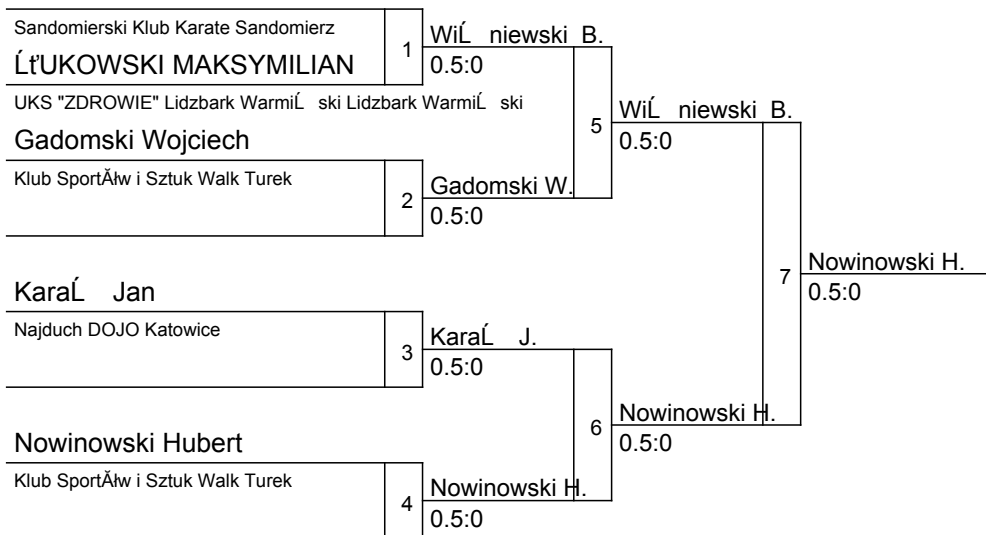 Sandomierski Klub Karate Sandomierz
ĹťUKOWSKI MAKSYMILIAN
UKS "ZDROWIE" Lidzbark WarmiĹ ski Lidzbark WarmiĹ ski
1
WiĹ niewski B.
0.5:0
Gadomski Wojciech
Klub SportĂłw i Sztuk Walk Turek
2
Gadomski W.
0.5:0
5
WiĹ niewski B.
0.5:0
KaraĹ Jan
Najduch DOJO Katowice
3
KaraĹ J.
0.5:0
Nowinowski Hubert
Klub SportĂłw i Sztuk Walk Turek
4
Nowinowski H.
0.5:0
6
Nowinowski H.
0.5:0
7
Nowinowski H.
0.5:0